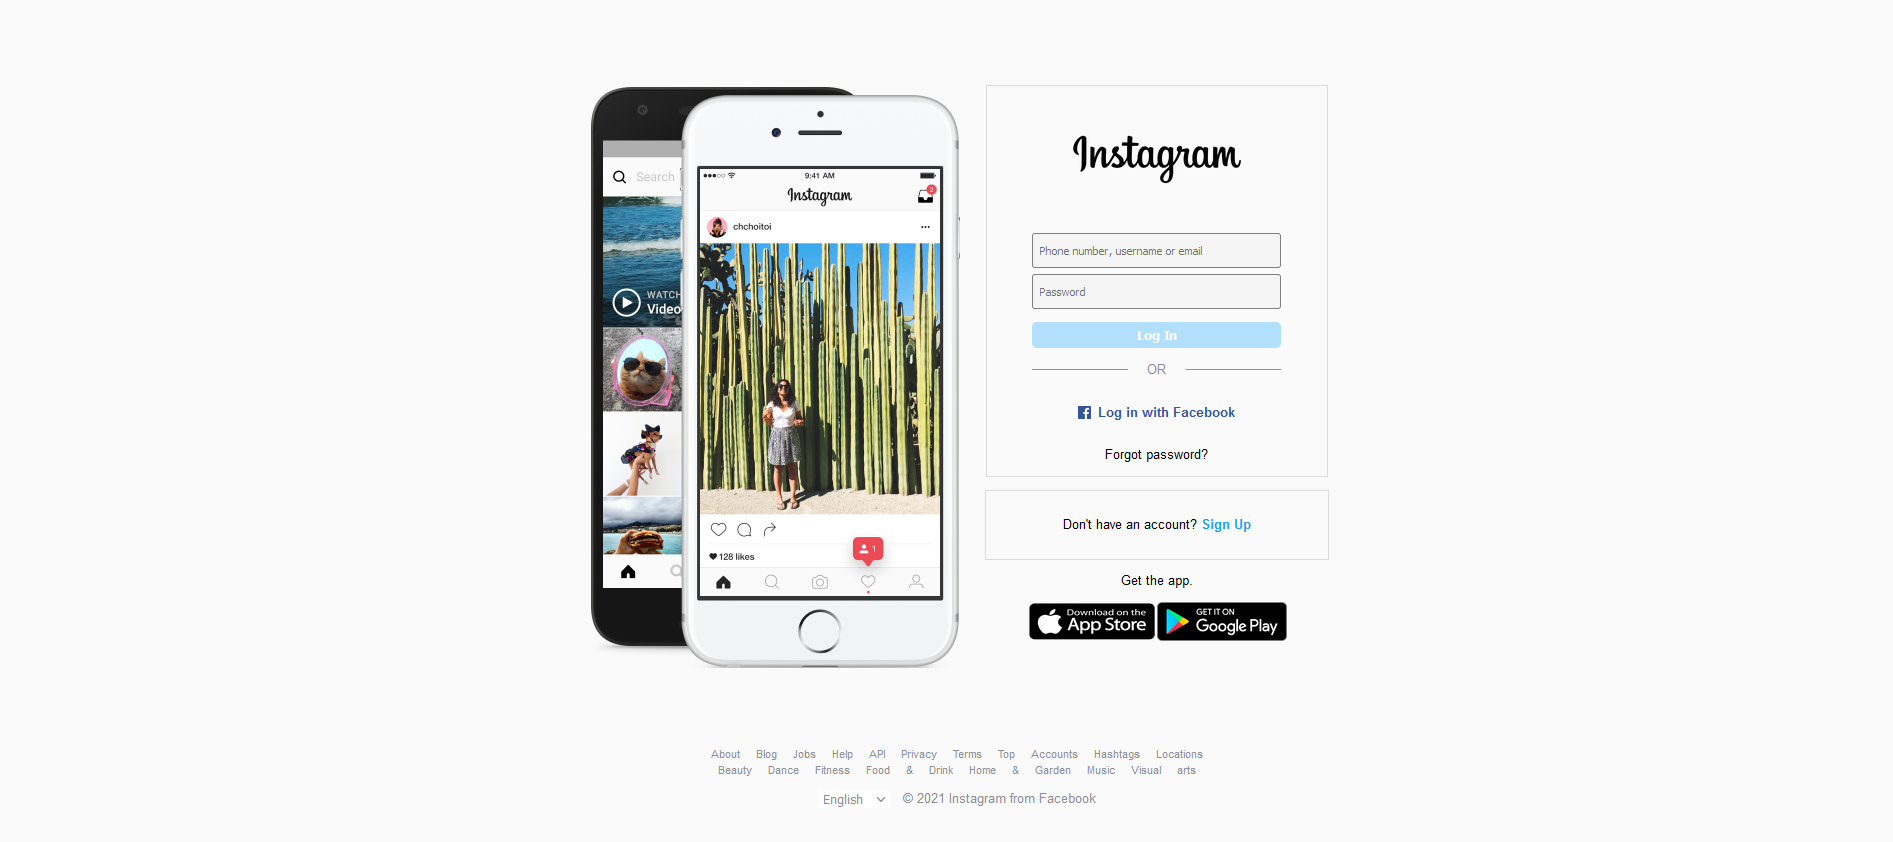 Search
WATCH
Video
9:41 AM
Instagram
2
chchoitoi
128 likes
1
Instagram
Phone number, username or email
Password
Log In
OR
Log in with Facebook
Forgot password?
Don't have an account? Sign Up
Get the app.
Download on the
App Store
GET IT ON
Google Play
About Blog Jobs Help API Privacy Terms Top Accounts Hashtags Locations
Beauty Dance Fitness Food & Drink Home & Garden Music Visual arts
English © 2021 Instagram from Facebook